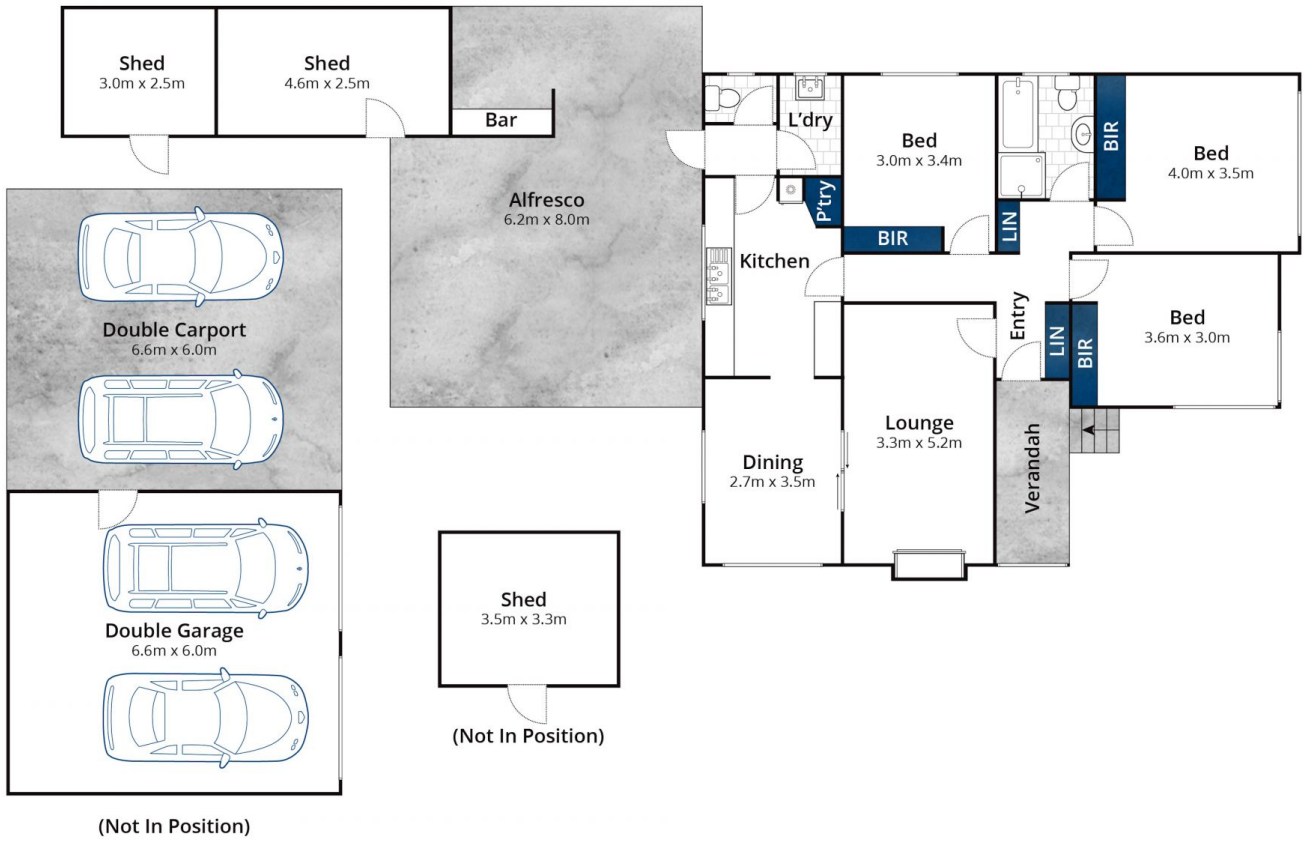 Shed
3.0m x 2.5m
Shed
4.6m x 2.5m
Bar
Alfresco
6.2m x 8.0m
L'dry
P'try
Kitchen
Bed
3.0m x 3.4m
BIR
LIN
BIR
Bed
4.0m x 3.5m
Entry
LIN
BIR
Bed
3.6m x 3.0m
Double Carport
6.6m x 6.0m
Dining
2.7m x 3.5m
Lounge
3.3m x 5.2m
Verandah
Double Garage
6.6m x 6.0m
(Not In Position)
Shed
3.5m x 3.3m
(Not In Position)